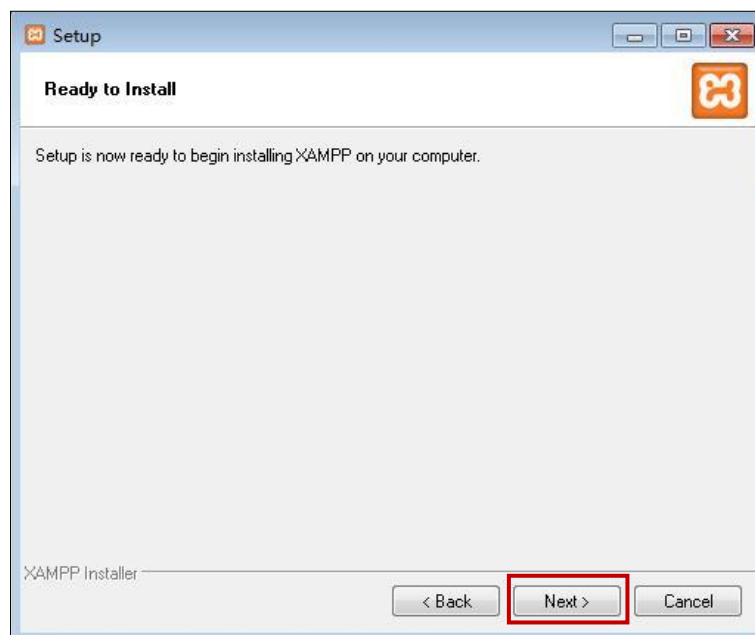 Setup
Ready to Install
Setup is now ready to begin installing XAMPP on your computer.
XAMPP Installer
< Back
Next >
Cancel